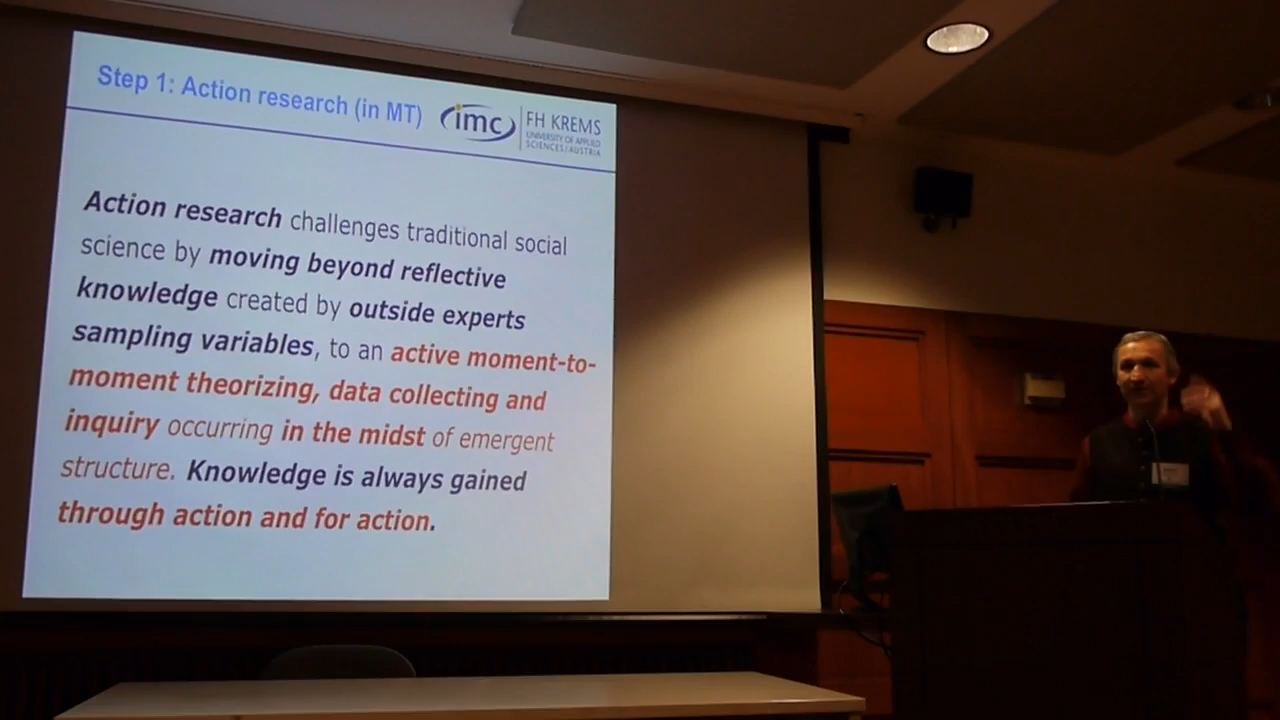 Step 1: Action research (in MT)
imc
FH KREMS
UNIVERSITY OF APPLIED
SCIENCES/AUSTRIA
Action research challenges traditional social
science by moving beyond reflective
knowledge created by outside experts
sampling variables, to an active moment-to-
moment theorizing, data collecting and
inquiry occurring in the midst of emergent
structure. Knowledge is always gained
through action and for action.